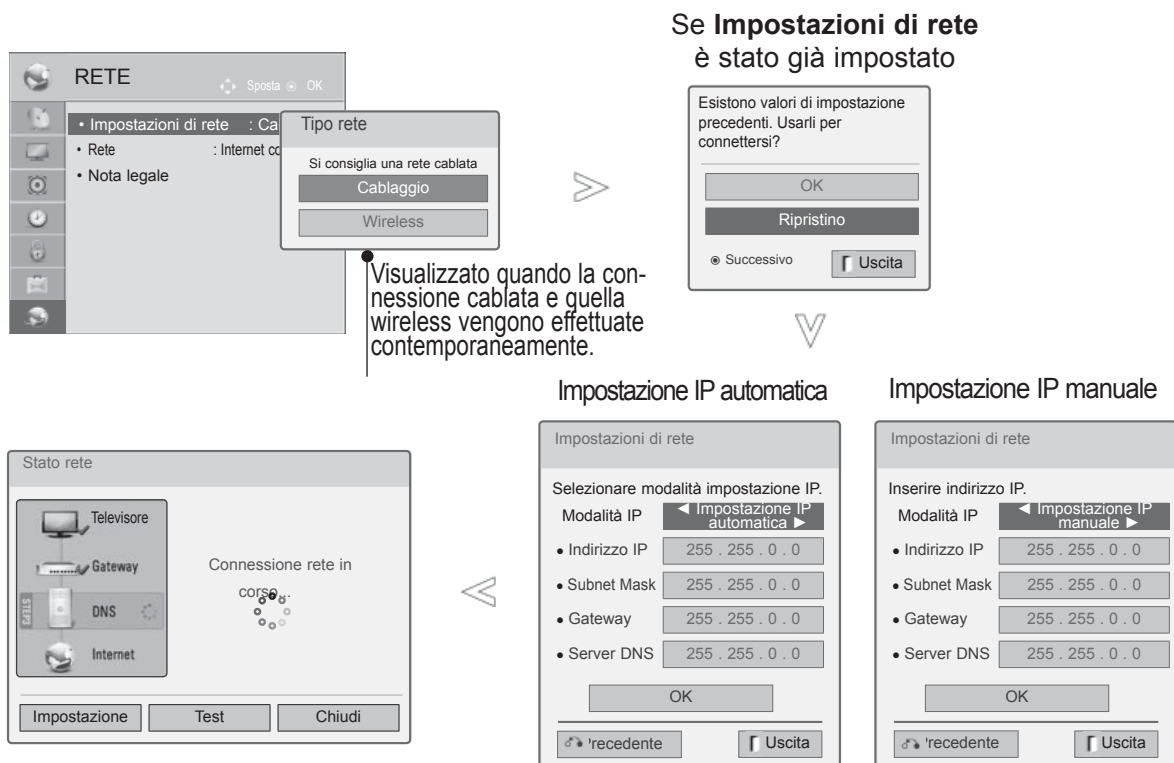 Se Impostazioni di rete
è stato già impostato
RETE
Sposta
OK
• Impostazioni di rete : Ca
• Rete : Internet co
• Nota legale
Tipo rete
Si consiglia una rete cablata
Cablaggio
Wireless
Esistono valori di impostazione
precedenti. Usarli per
connettersi?
OK
Ripristino
Successivo
Uscita
Visualizzato quando la con-
nessione cablata e quella
wireless vengono effettuate
contemporaneamente.
Impostazione IP automatica
Impostazioni di rete
Selezionare modalità impostazione IP.
Modalità IP ◄ Impostazione IP
automatica ►
• Indirizzo IP 255 . 255 . 0 . 0
• Subnet Mask 255 . 255 . 0 . 0
• Gateway 255 . 255 . 0 . 0
• Server DNS 255 . 255 . 0 . 0
OK
'recedente
Uscita
Impostazione IP manuale
Impostazioni di rete
Inserire indirizzo IP.
Modalità IP ◄ Impostazione IP
manuale ►
• Indirizzo IP 255 . 255 . 0 . 0
• Subnet Mask 255 . 255 . 0 . 0
• Gateway 255 . 255 . 0 . 0
• Server DNS 255 . 255 . 0 . 0
OK
'recedente
Uscita
Stato rete
Televisore
Gateway
STEP3
DNS
Internet
Connessione rete in
corso...
Impostazione
Test
Chiudi